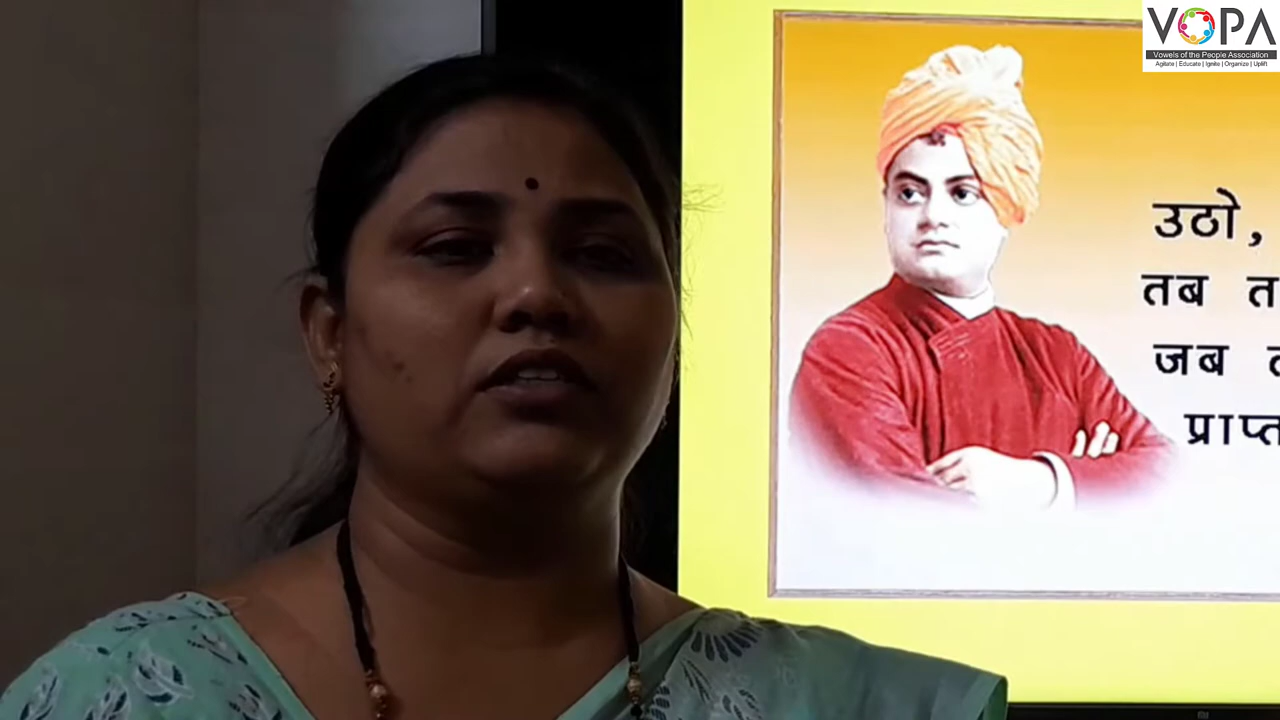 VOPA
Vowels of the People Association
Agitate | Educate | Ignite | Organize | Uplift
उठो,
तब
जब
प्राप्त